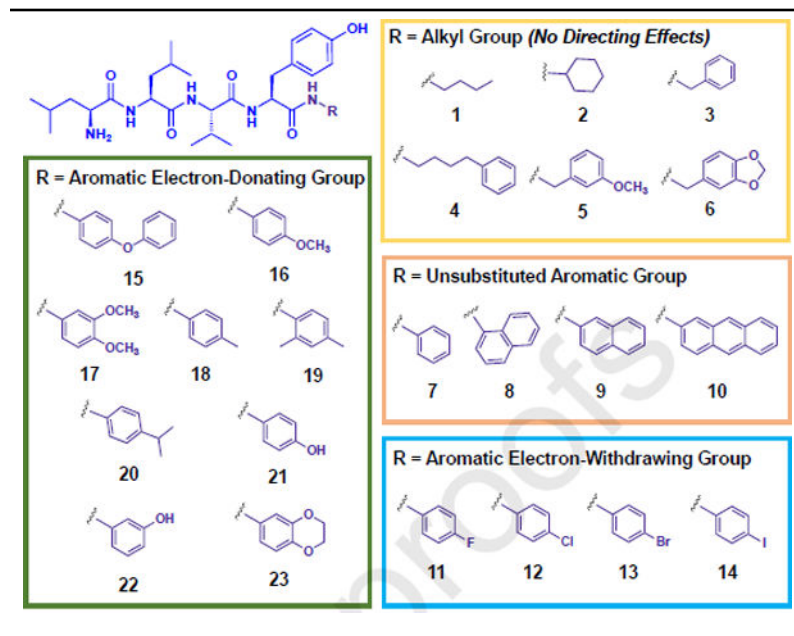 R = Alkyl Group (No Directing Effects)
OH
O
H
N
O
H
N
N
H
O
N
H
O
HN
R
NH₂
1
2
3
OCH₃
O
O
4
5
6
R = Aromatic Electron-Donating Group
O
OCH₃
15
16
OCH₃
OCH₃
17
18
19
OH
20
21
OH
O
O
22
23
R = Unsubstituted Aromatic Group
7
8
9
10
R = Aromatic Electron-Withdrawing Group
F
Cl
Br
I
11
12
13
14
proofs